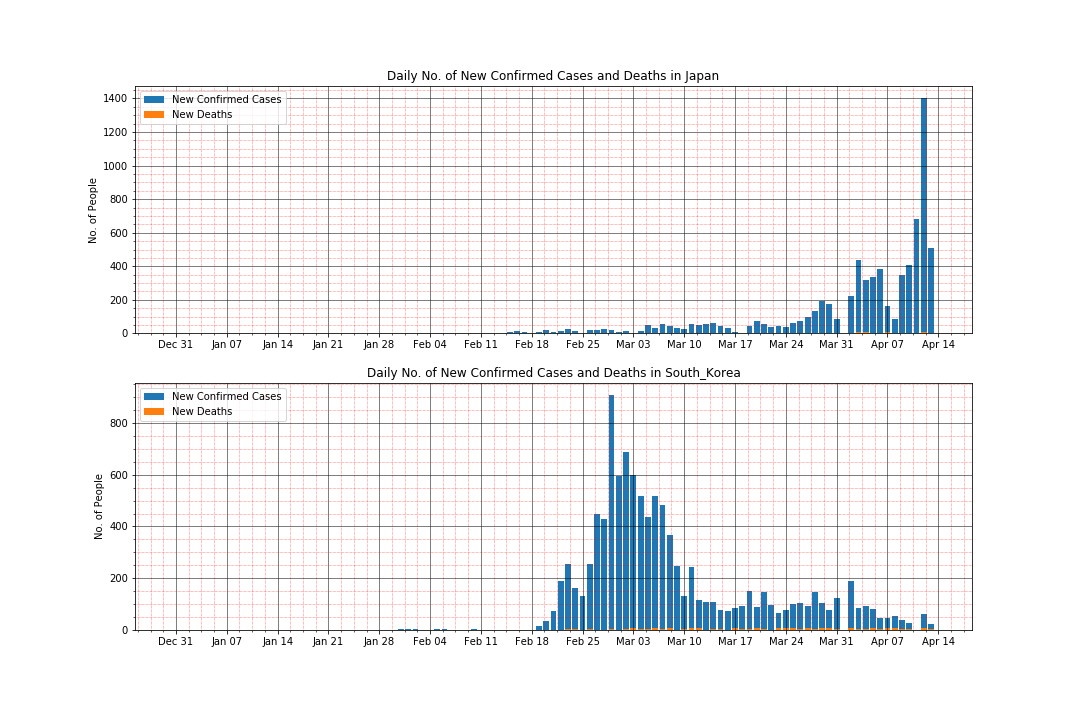 Daily No. of New Confirmed Cases and Deaths in Japan
New Confirmed Cases
New Deaths
No. of People
1400
1200
1000
800
600
400
200
0
Dec 31 Jan 07 Jan 14 Jan 21 Jan 28 Feb 04 Feb 11 Feb 18 Feb 25 Mar 03 Mar 10 Mar 17 Mar 24 Mar 31 Apr 07 Apr 14
Daily No. of New Confirmed Cases and Deaths in South_Korea
New Confirmed Cases
New Deaths
No. of People
800
600
400
200
0
Dec 31 Jan 07 Jan 14 Jan 21 Jan 28 Feb 04 Feb 11 Feb 18 Feb 25 Mar 03 Mar 10 Mar 17 Mar 24 Mar 31 Apr 07 Apr 14